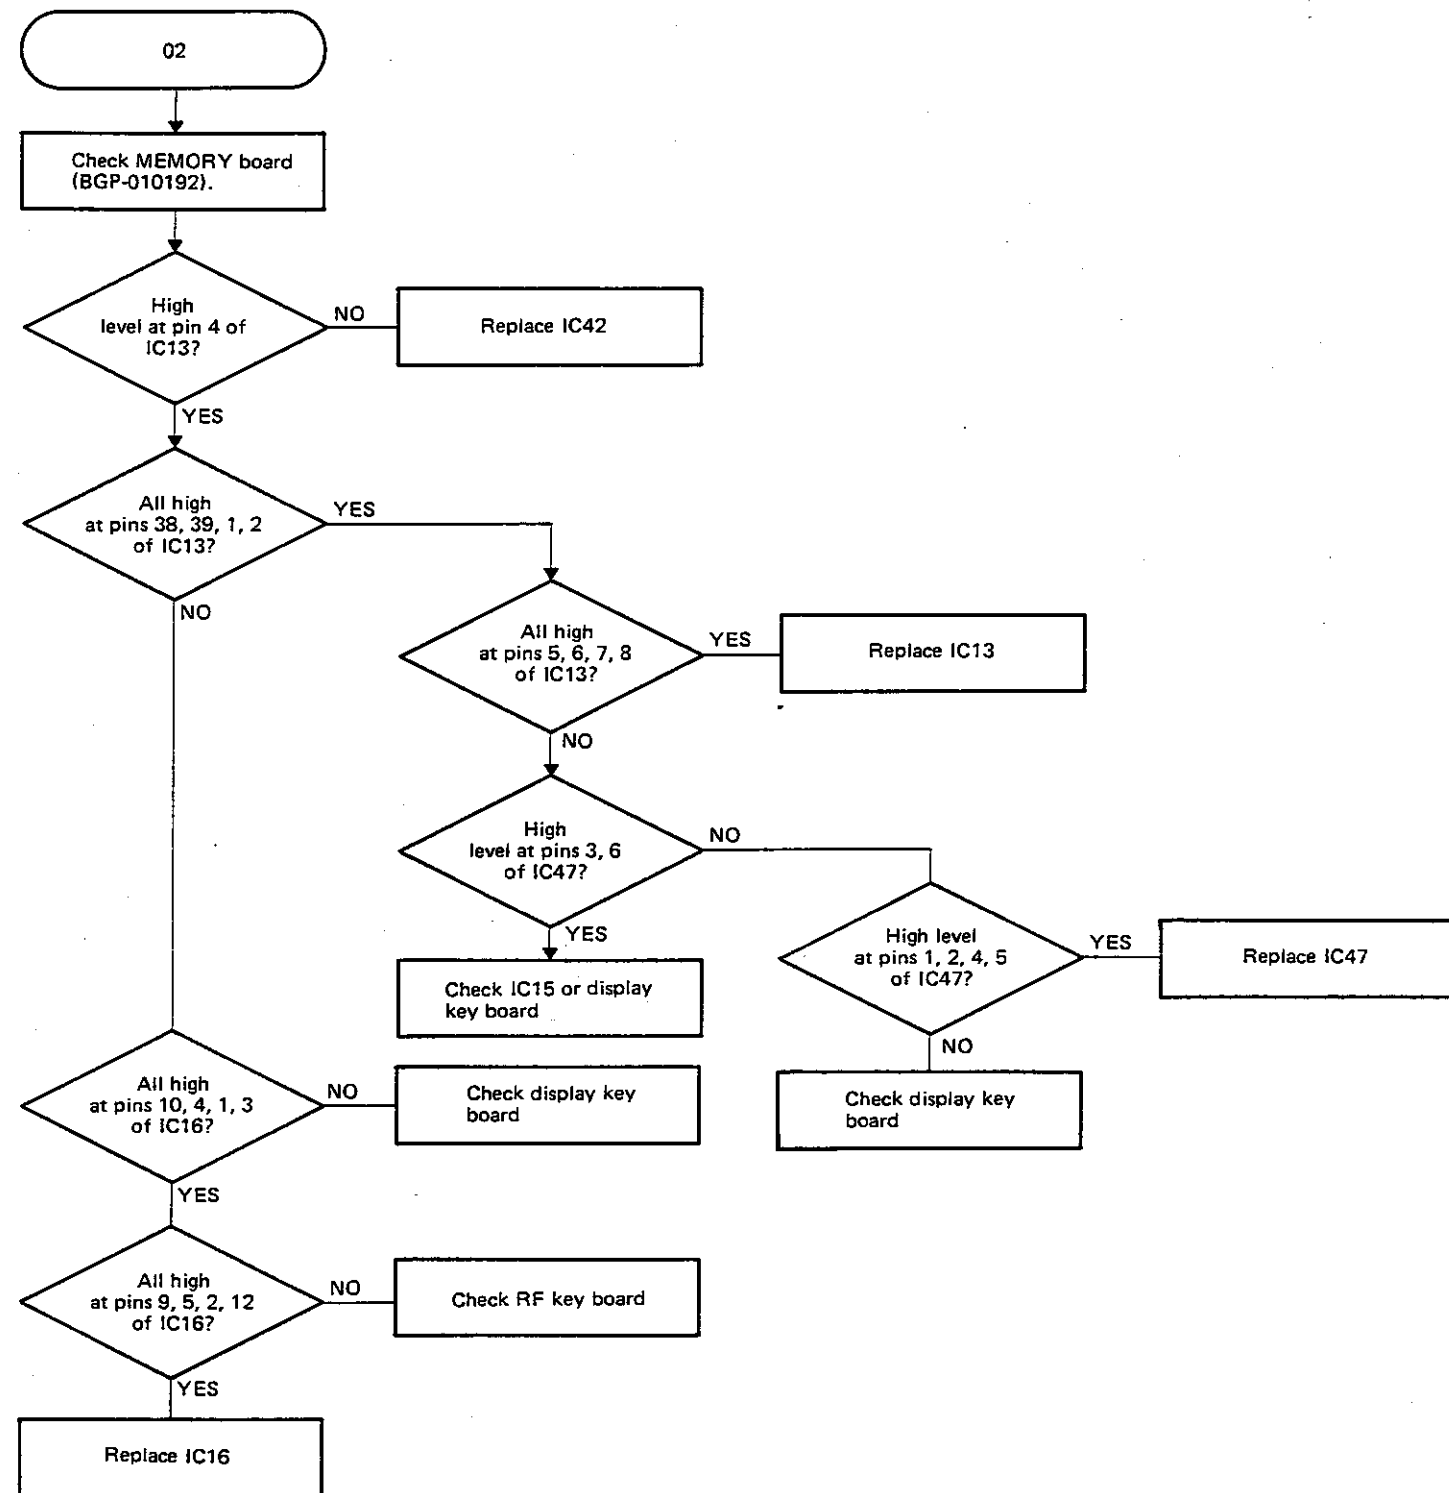 02
Check MEMORY board
(BGP-010192).
High
level at pin 4 of
IC13?
NO
Replace IC42
YES
All high
at pins 38, 39, 1, 2
of IC13?
YES
NO
All high
at pins 5, 6, 7, 8
of IC13?
YES
Replace IC13
NO
High
level at pins 3, 6
of IC47?
NO
YES
High level
at pins 1, 2, 4, 5
of IC47?
YES
Replace IC47
NO
Check IC15 or display
key board
Check display key
board
All high
at pins 10, 4, 1, 3
of IC16?
NO
Check display key
board
YES
All high
at pins 9, 5, 2, 12
of IC16?
NO
Check RF key board
YES
Replace IC16